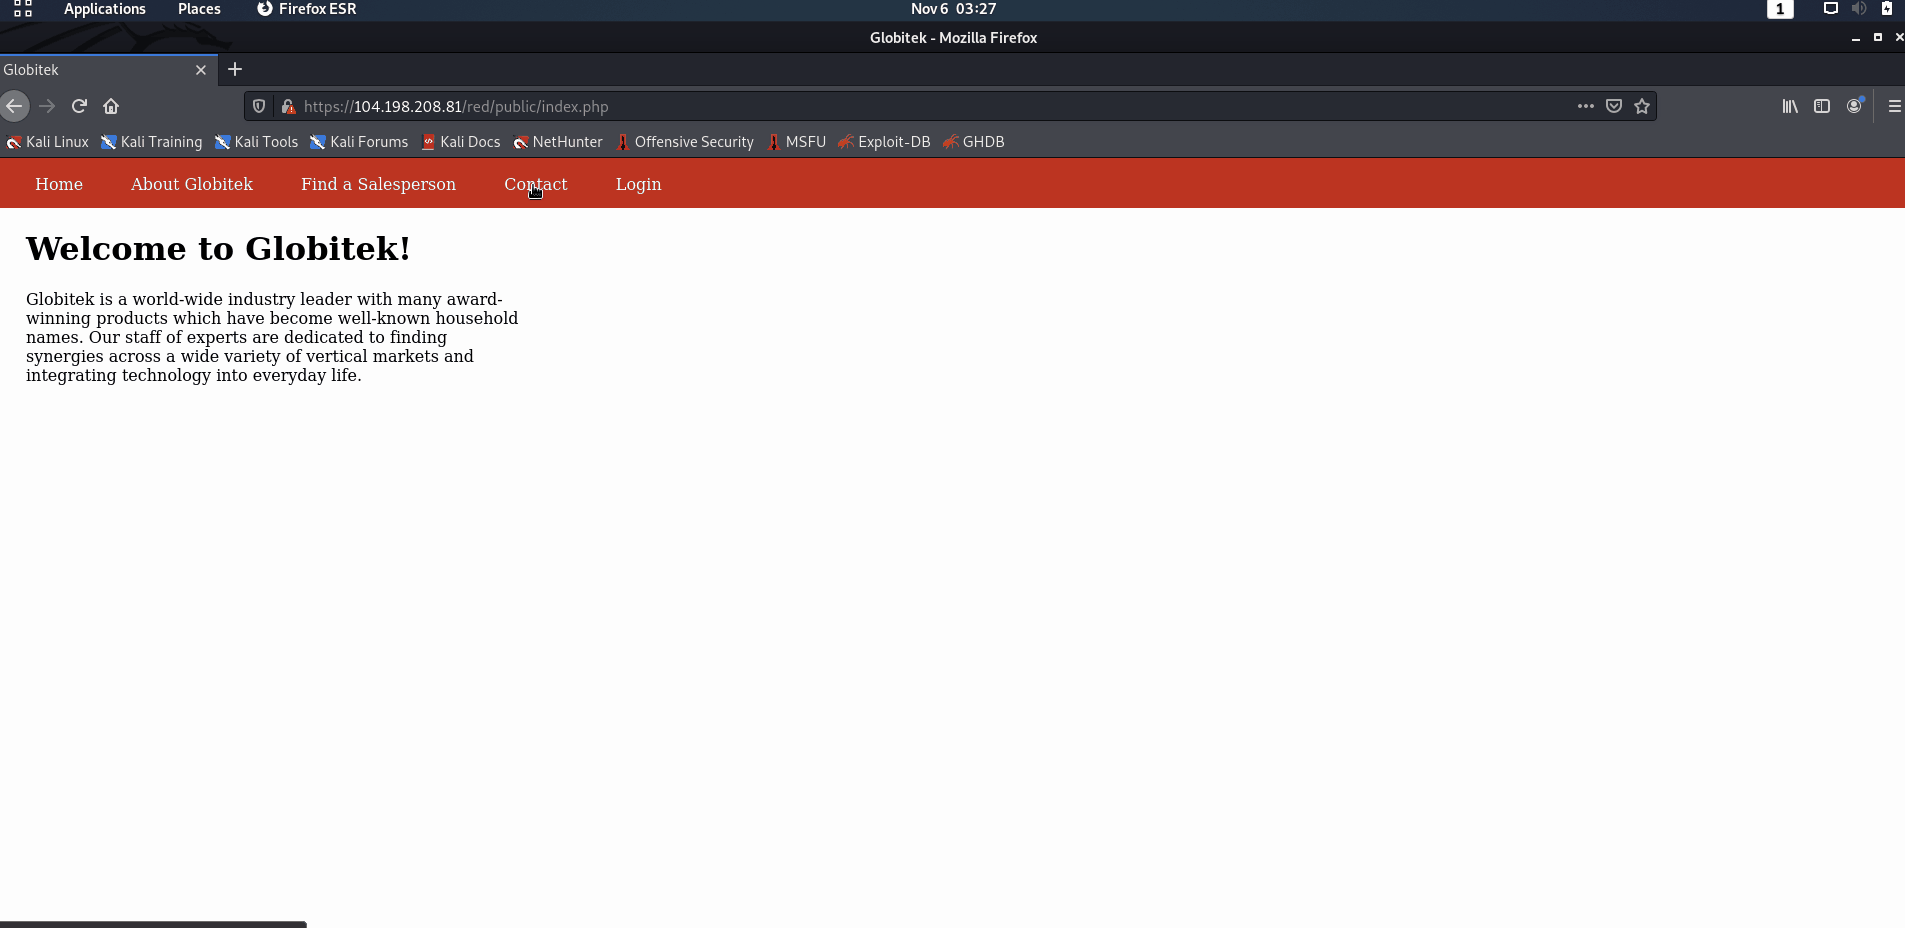 Applications Places Firefox ESR Nov 6 03:27 1
Globitek - Mozilla Firefox
Globitek
https://104.198.208.81/red/public/index.php
Kali Linux Kali Training Kali Tools Kali Forums Kali Docs NetHunter Offensive Security MSFU Exploit-DB GHDB
Home About Globitek Find a Salesperson Contact Login
Welcome to Globitek!
Globitek is a world-wide industry leader with many award-
winning products which have become well-known household
names. Our staff of experts are dedicated to finding
synergies across a wide variety of vertical markets and
integrating technology into everyday life.